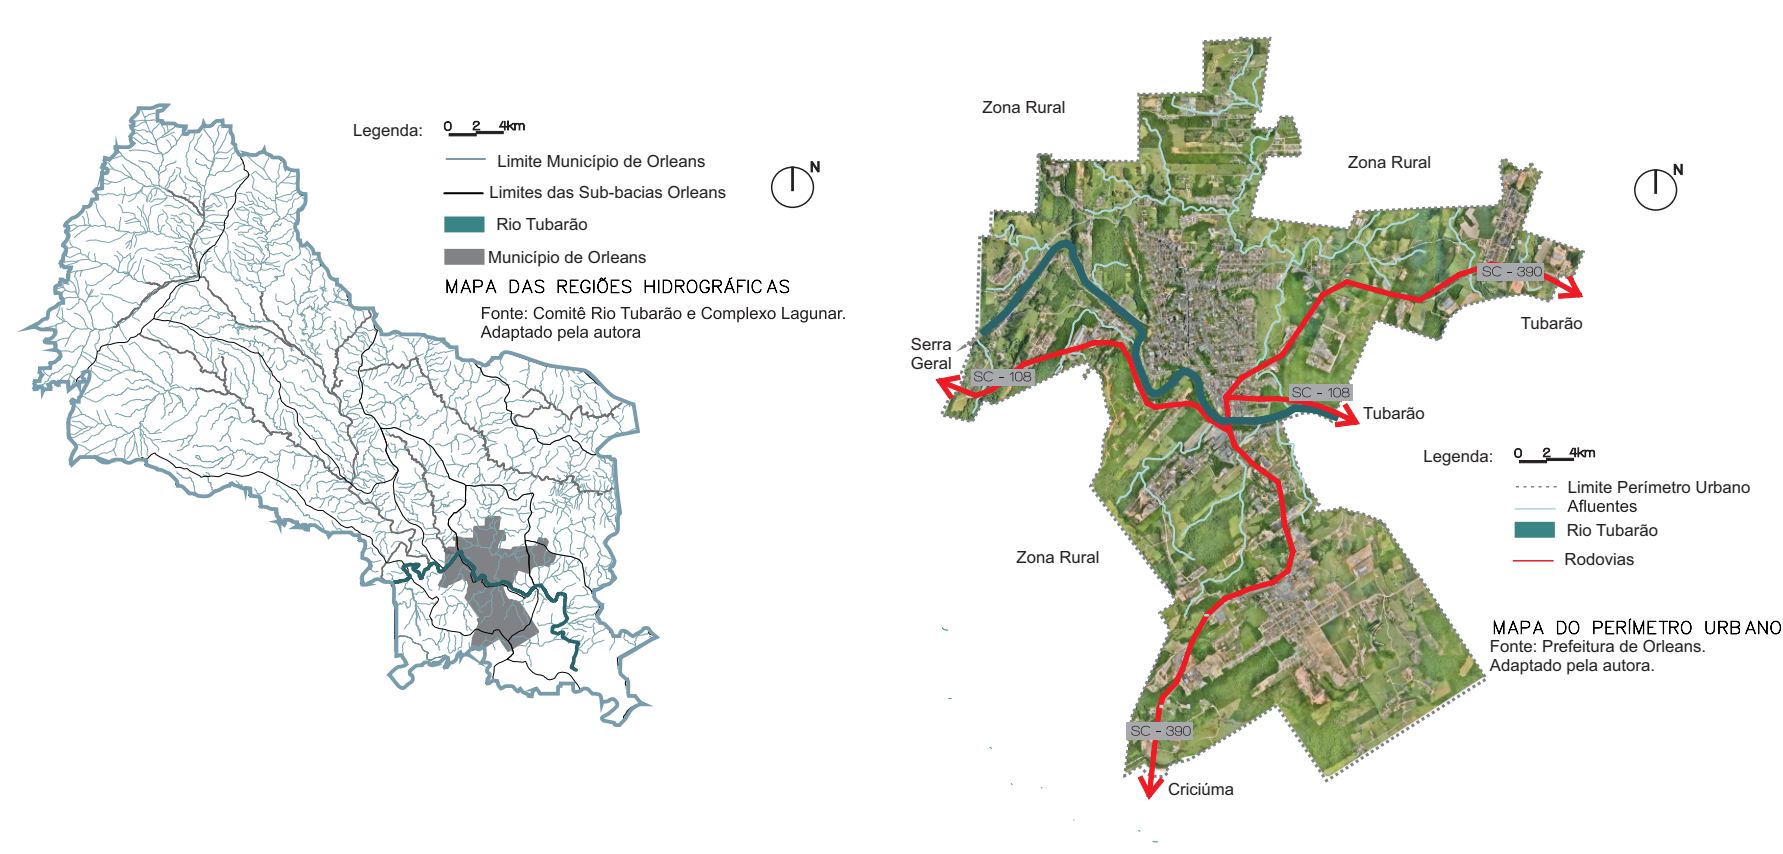 Legenda:
0 2 4km
Limite Município de Orleans
Limites das Sub-bacias Orleans
Rio Tubarão
Município de Orleans
MAPA DAS REGIÕES HIDROGRÁFICAS
Fonte: Comitê Rio Tubarão e Complexo Lagunar.
Adaptado pela autora
N
Zona Rural
Zona Rural
N
SC - 390
Tubarão
Serra
Geral
SC - 108
SC - 108
Tubarão
Zona Rural
SC - 390
Criciúma
Legenda:
0 2 4km
Limite Perímetro Urbano
Afluentes
Rio Tubarão
Rodovias
MAPA DO PERÍMETRO URBANO
Fonte: Prefeitura de Orleans.
Adaptado pela autora.